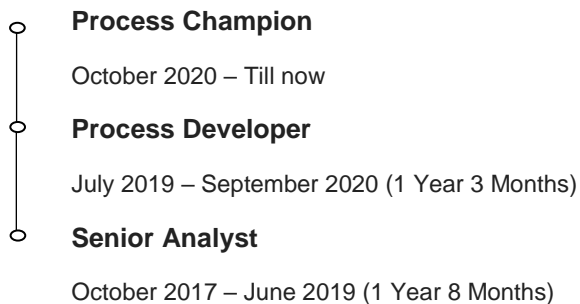 Process Champion
October 2020 – Till now
Process Developer
July 2019 – September 2020 (1 Year 3 Months)
Senior Analyst
October 2017 – June 2019 (1 Year 8 Months)